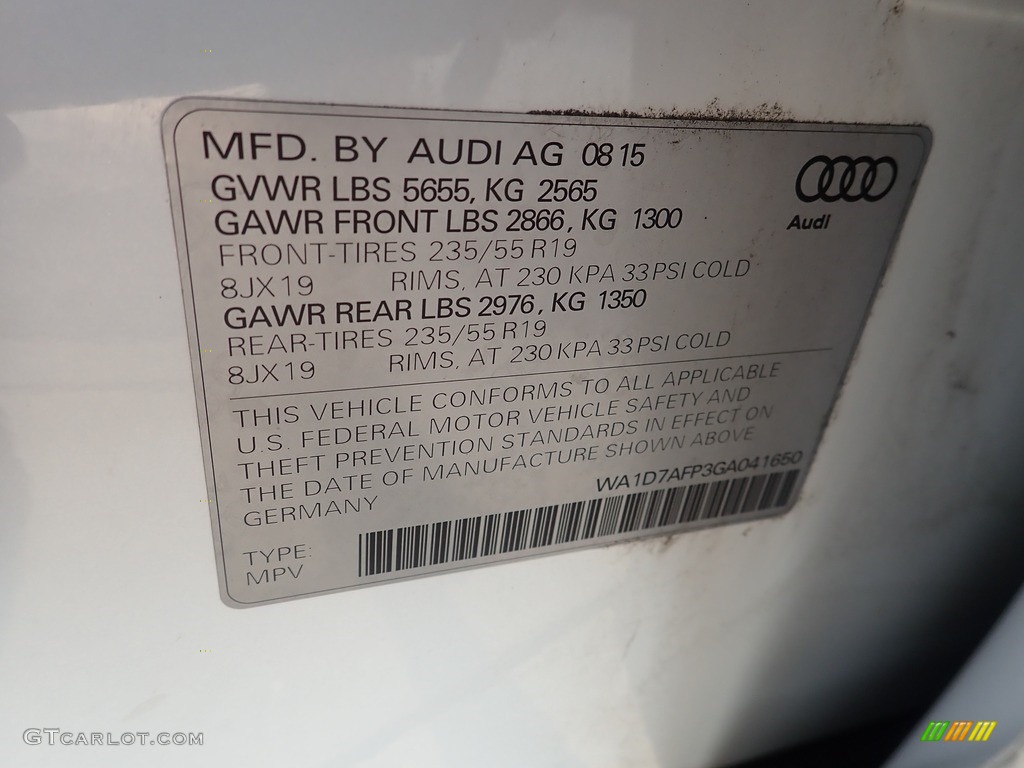 MFD. BY AUDI AG 08 15
GVWR LBS 5655, KG 2565
GAWR FRONT LBS 2866, KG 1300
FRONT-TIRES 235/55 R19
8JX19 RIMS, AT 230 KPA 33 PSI COLD
GAWR REAR LBS 2976, KG 1350
REAR-TIRES 235/55 R19
8JX19 RIMS, AT 230 KPA 33 PSI COLD
Audi
THIS VEHICLE CONFORMS TO ALL APPLICABLE
U.S. FEDERAL MOTOR VEHICLE SAFETY AND
THEFT PREVENTION STANDARDS IN EFFECT ON
THE DATE OF MANUFACTURE SHOWN ABOVE
GERMANY
WA1D7AFP3GA041650
TYPE:
MPV
GTCARLOT.COM